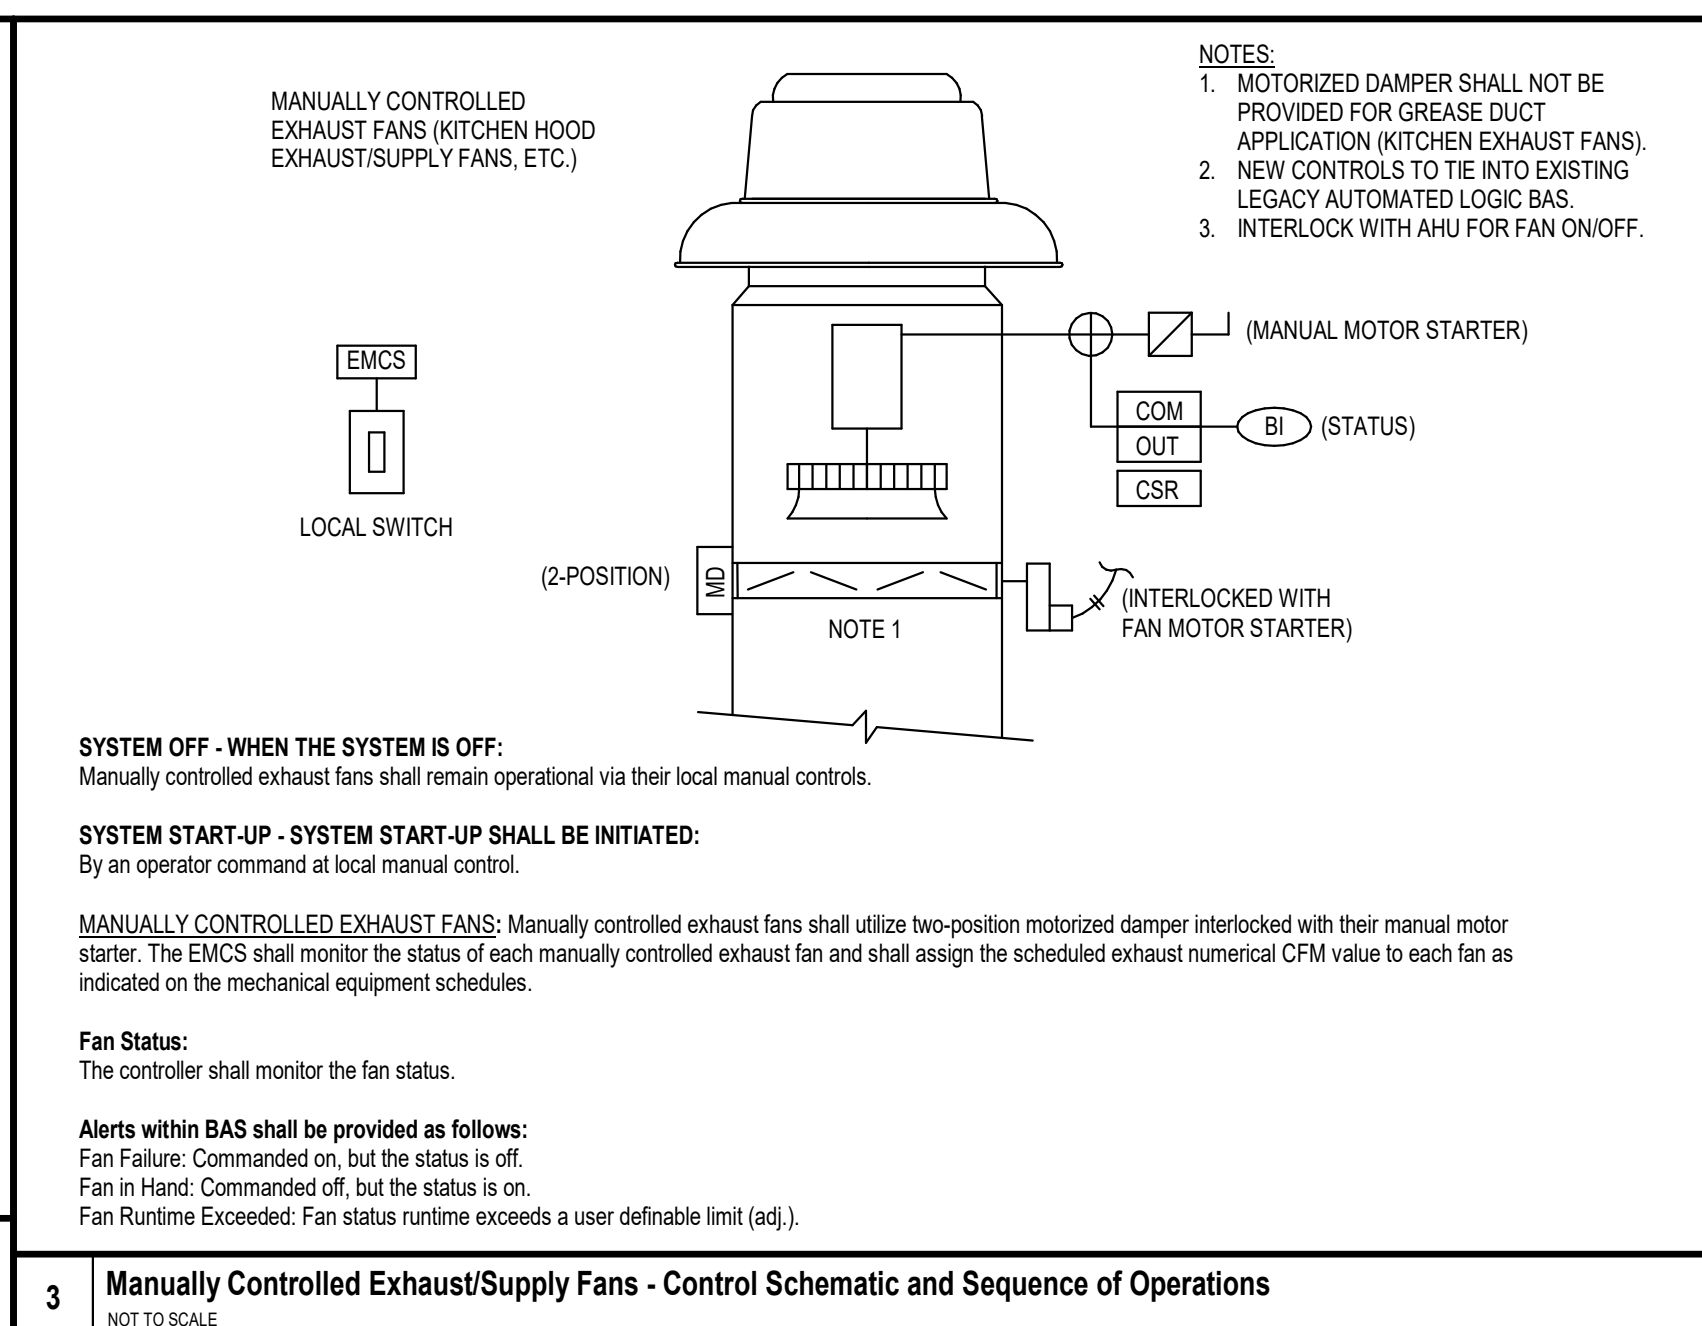 MANUALLY CONTROLLED
EXHAUST FANS (KITCHEN HOOD
EXHAUST/SUPPLY FANS, ETC.)
NOTES:
1. MOTORIZED DAMPER SHALL NOT BE
PROVIDED FOR GREASE DUCT
APPLICATION (KITCHEN EXHAUST FANS).
2. NEW CONTROLS TO TIE INTO EXISTING
LEGACY AUTOMATED LOGIC BAS.
3. INTERLOCK WITH AHU FOR FAN ON/OFF.
(MANUAL MOTOR STARTER)
EMCS
COM
OUT
BI
(STATUS)
CSR
LOCAL SWITCH
(2-POSITION)
MD
NOTE 1
(INTERLOCKED WITH
FAN MOTOR STARTER)
SYSTEM OFF - WHEN THE SYSTEM IS OFF:
Manually controlled exhaust fans shall remain operational via their local manual controls.
SYSTEM START-UP - SYSTEM START-UP SHALL BE INITIATED:
By an operator command at local manual control.
MANUALLY CONTROLLED EXHAUST FANS: Manually controlled exhaust fans shall utilize two-position motorized damper interlocked with their manual motor
starter. The EMCS shall monitor the status of each manually controlled exhaust fan and shall assign the scheduled exhaust numerical CFM value to each fan as
indicated on the mechanical equipment schedules.
Fan Status:
The controller shall monitor the fan status.
Alerts within BAS shall be provided as follows:
Fan Failure: Commanded on, but the status is off.
Fan in Hand: Commanded off, but the status is on.
Fan Runtime Exceeded: Fan status runtime exceeds a user definable limit (adj.).
3
Manually Controlled Exhaust/Supply Fans - Control Schematic and Sequence of Operations
NOT TO SCALE